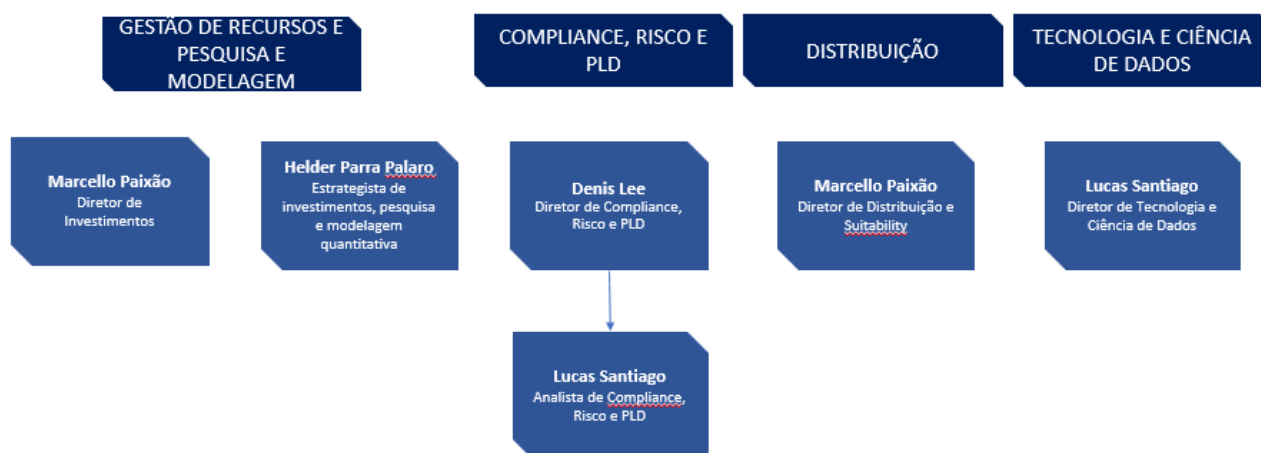 GESTÃO DE RECURSOS E
PESQUISA E
MODELAGEM
COMPLIANCE, RISCO E
PLD
DISTRIBUIÇÃO
TECNOLOGIA E CIÊNCIA
DE DADOS
Marcello Paixão
Diretor de
Investimentos
Helder Parra Palaro
Estrategista de
investimentos, pesquisa
e modelagem
quantitativa
Denis Lee
Diretor de Compliance,
Risco e PLD
Marcello Paixão
Diretor de Distribuição e
Suitability
Lucas Santiago
Diretor de Tecnologia e
Ciência de Dados
Lucas Santiago
Analista de Compliance,
Risco e PLD